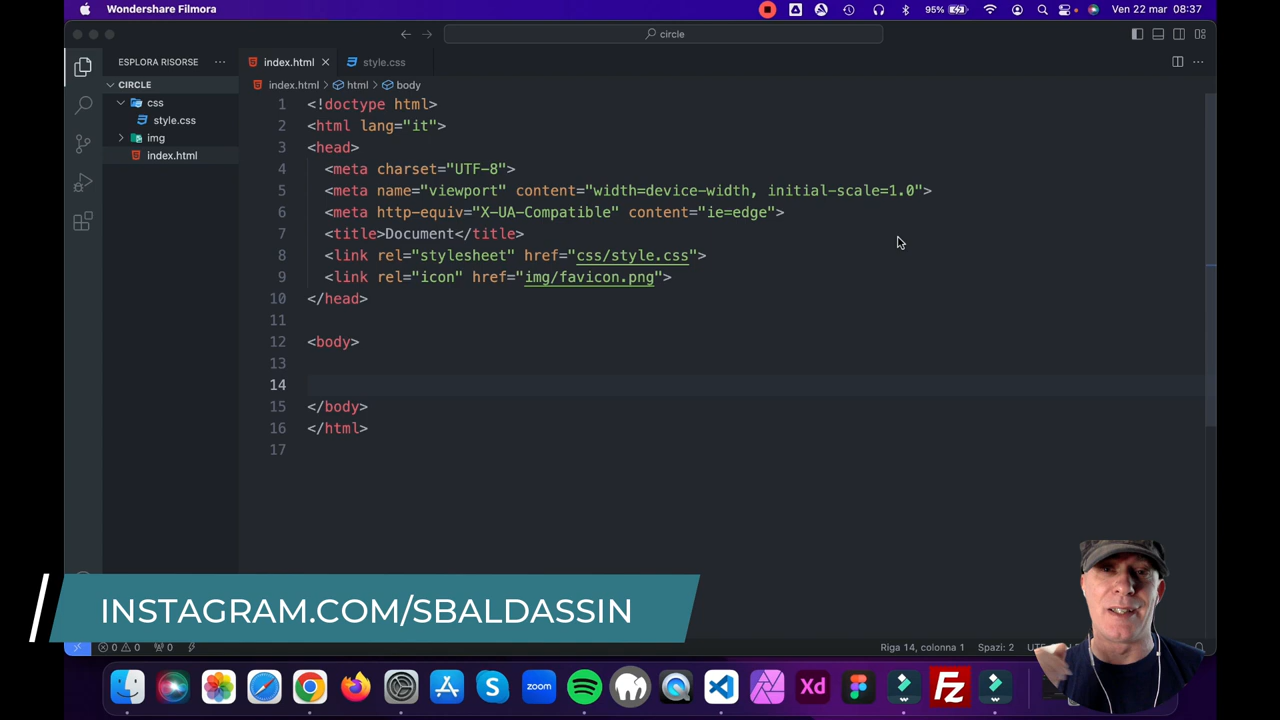 Wondershare Filmora
95%
Ven 22 mar 08:37
circle
ESPLORA RISORSE
index.html
style.css
CIRCLE
index.html > html > body
css
style.css
img
index.html
1 <!doctype html>
2 <html lang="it">
3 <head>
4 <meta charset="UTF-8">
5 <meta name="viewport" content="width=device-width, initial-scale=1.0">
6 <meta http-equiv="X-UA-Compatible" content="ie=edge">
7 <title>Document</title>
8 <link rel="stylesheet" href="css/style.css">
9 <link rel="icon" href="img/favicon.png">
10 </head>
11
12 <body>
13
14
15 </body>
16 </html>
17
INSTAGRAM.COM/SBALDASSIN
0 0 0
Riga 14, colonna 1
Spazi: 2
zoom
Xd
Fz